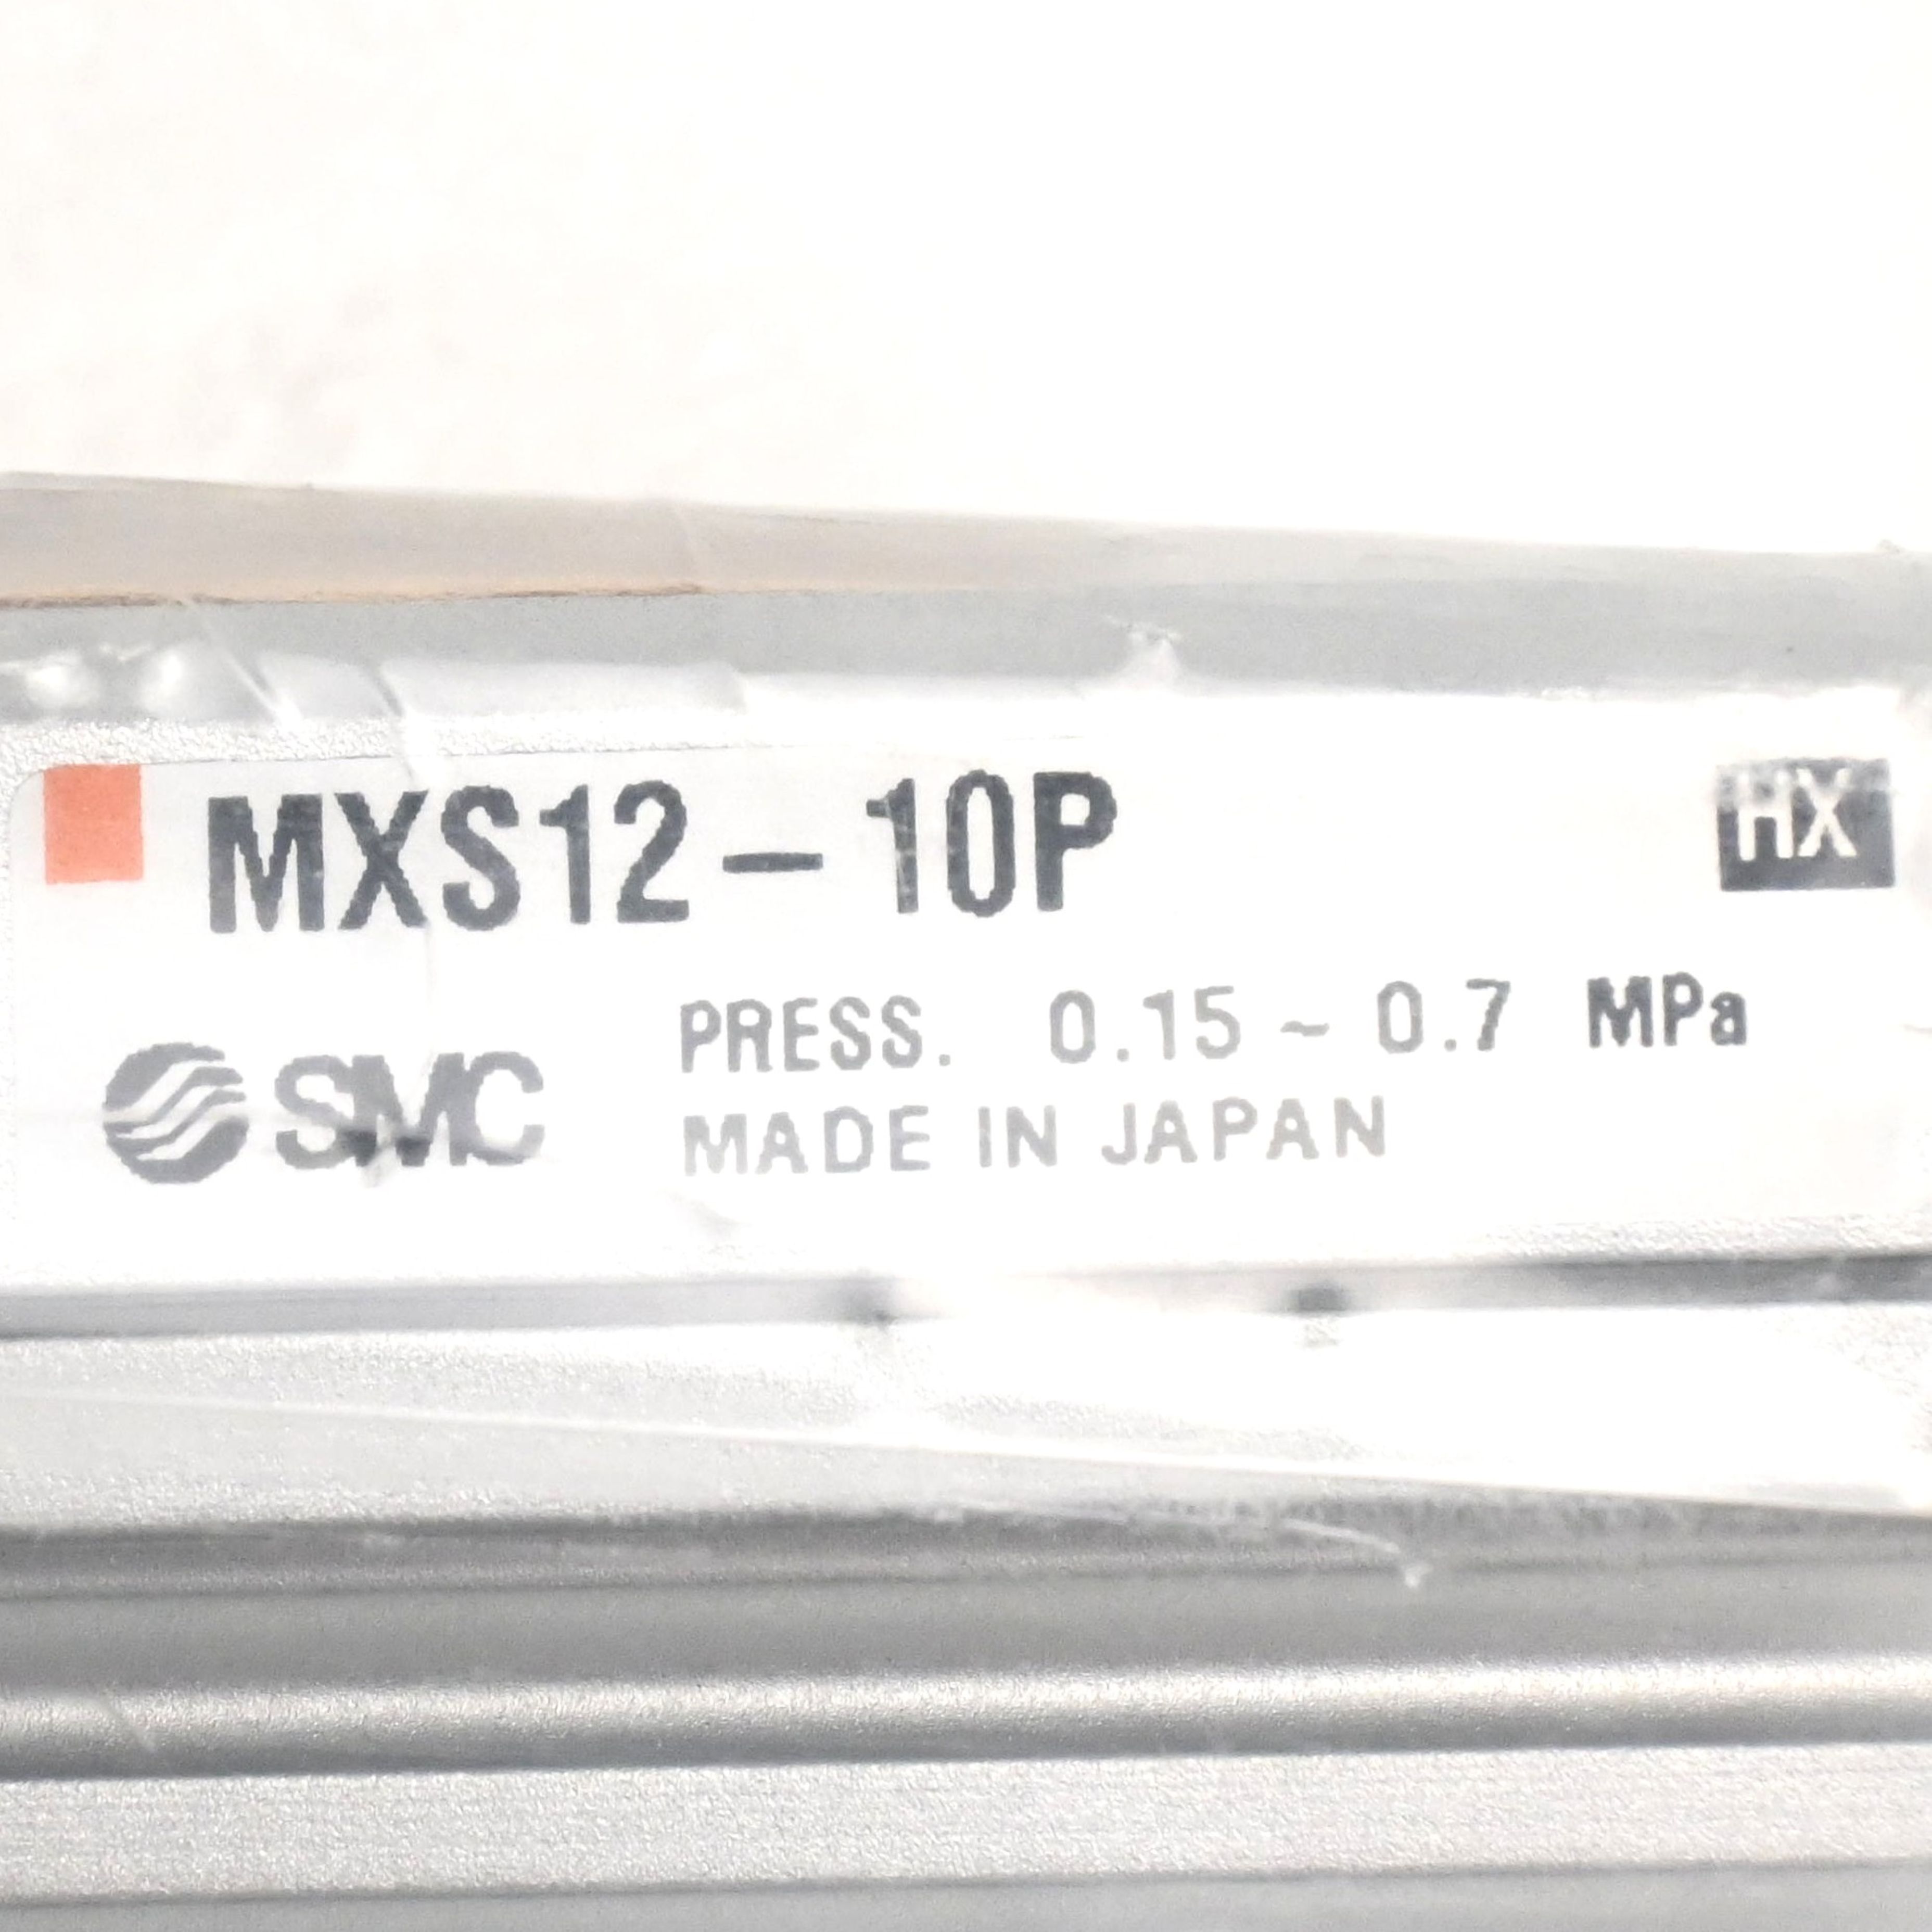 MXS12-10P HX
PRESS. 0.15~0.7 MPa
SMC
MADE IN JAPAN